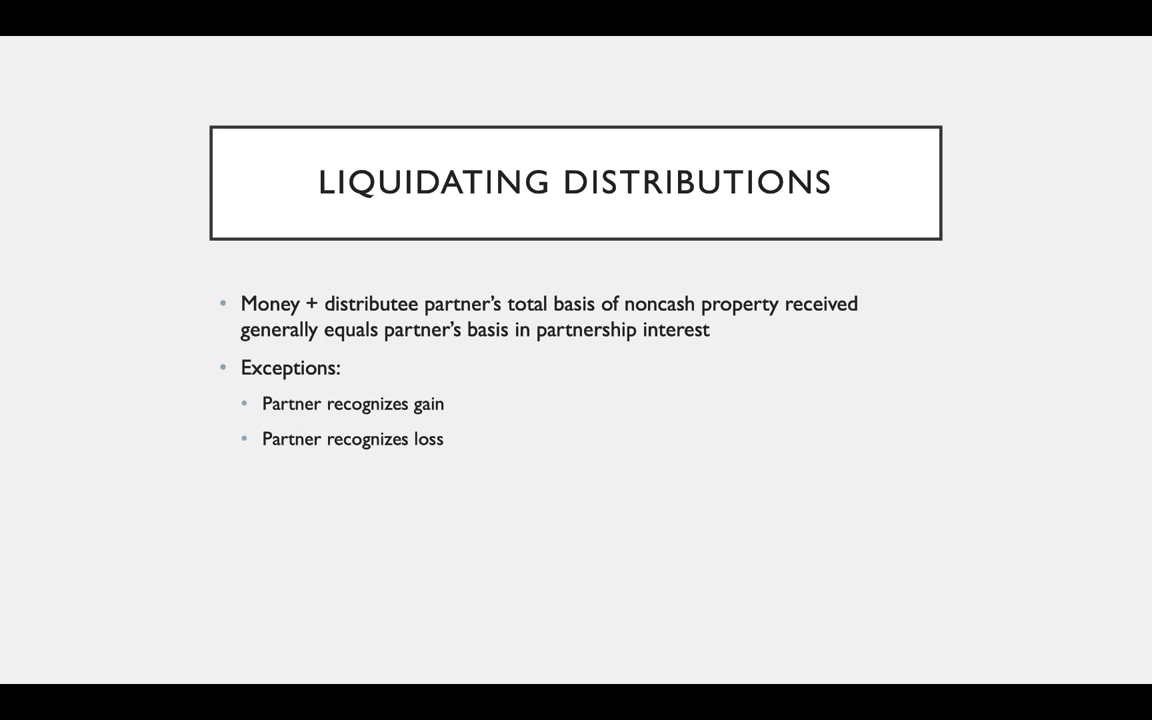 LIQUIDATING DISTRIBUTIONS
• Money + distributee partner’s total basis of noncash property received
generally equals partner’s basis in partnership interest
• Exceptions:
• Partner recognizes gain
• Partner recognizes loss